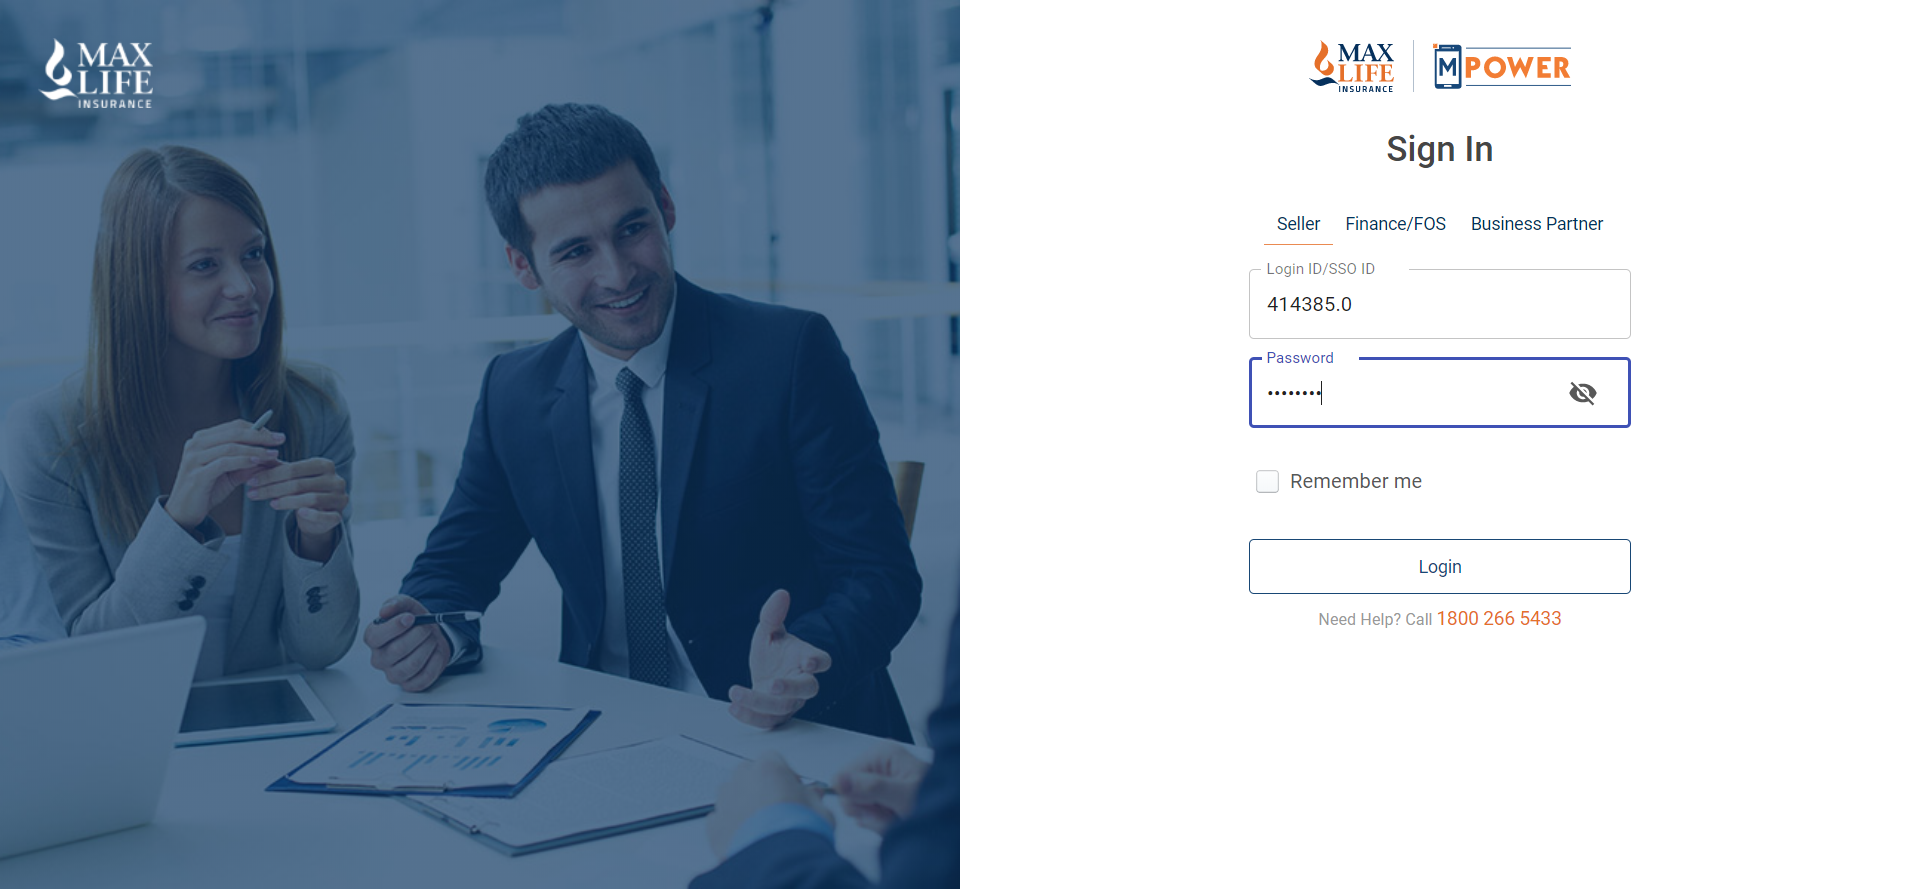 MAX
LIFE
INSURANCE
MAX
LIFE
INSURANCE
MPOWER
Sign In
Seller Finance/FOS Business Partner
Login ID/SSO ID
414385.0
Password
••••••••
Remember me
Login
Need Help? Call 1800 266 5433